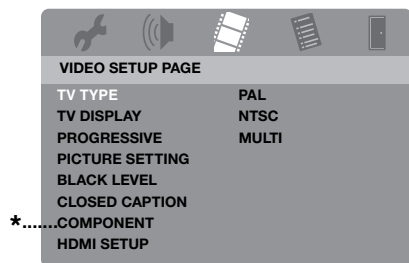 VIDEO SETUP PAGE
TV TYPE PAL
TV DISPLAY NTSC
PROGRESSIVE MULTI
PICTURE SETTING
BLACK LEVEL
CLOSED CAPTION
*.......COMPONENT
HDMI SETUP